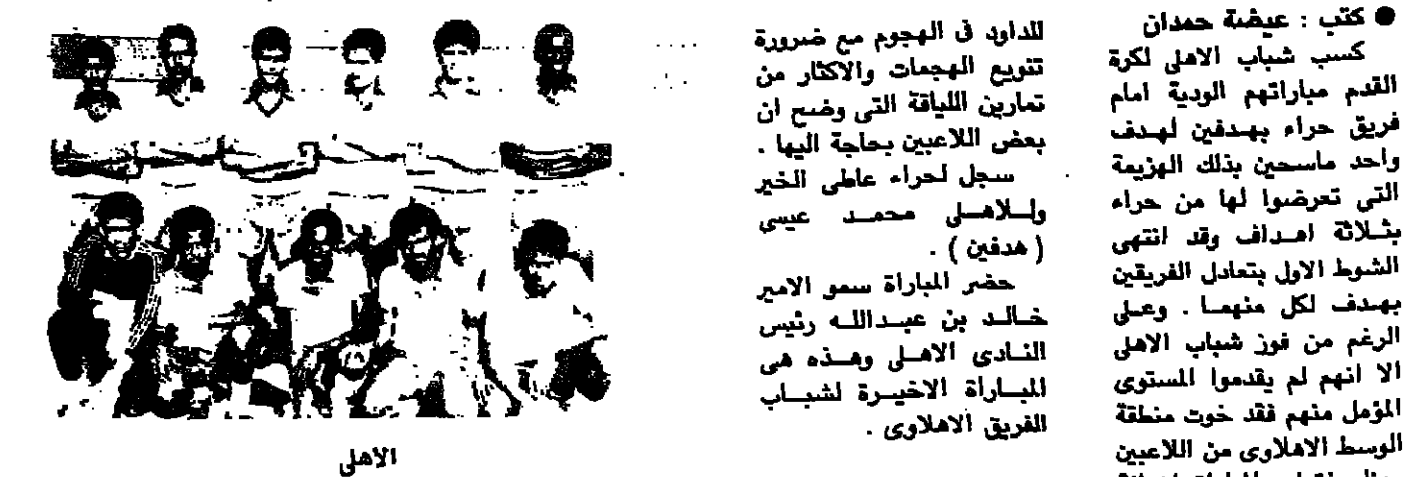 ● كتب : عيضة حمدان
كسب شباب الاهلى لكرة
القدم مباراتهم الودية امام
فريق حراء بهدفين لهدف
واحد ماسحين بذلك الهزيمة
التى تعرضوا لها من حراء
بثلاثة اهداف وقد انتهى
الشوط الاول بتعادل الفريقين
بهدف لكل منهما . وعلى
الرغم من فوز شباب الاهلى
الا انهم لم يقدموا المستوى
المؤمل منهم فقد خوت منطقة
الوسط الاهلاوى من اللاعبين
للداود فى الهجوم مع ضرورة
تنويع الهجمات والاكثار من
تمارين اللياقة التى وضح ان
بعض اللاعبين بحاجة اليها .
سجل لحراء عاطى الخير
وللاهلى محمد عيسى
( هدفين ) .
حضر المباراة سمو الامير
خالد بن عبدالله رئيس
النادى الاهلى وهذه هى
المباراة الاخيرة لشباب
الفريق الاهلاوى .
الأهلى